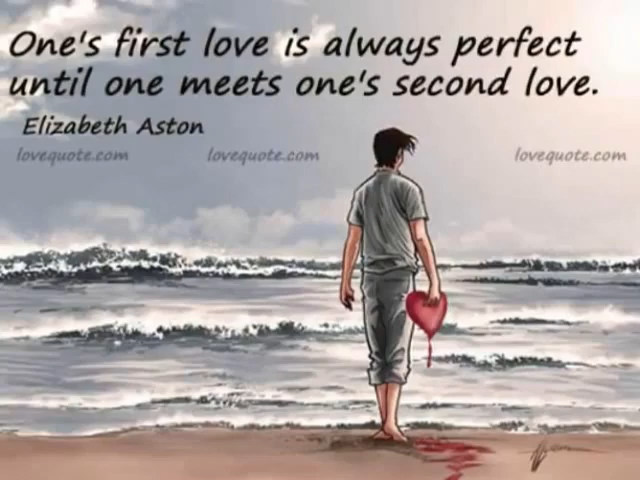 One's first love is always perfect
until one meets one's second love.
Elizabeth Aston
lovequote.com lovequote.com lovequote.com